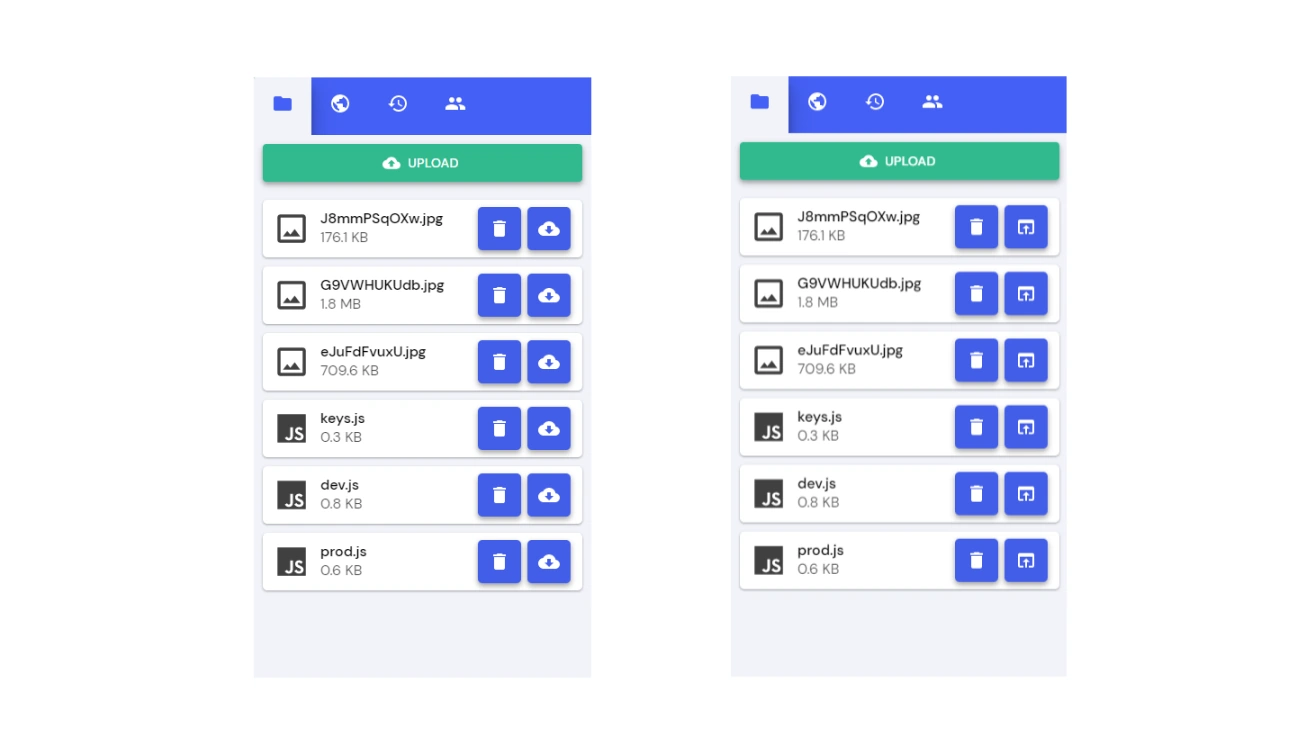 UPLOAD
J8mmPSqOXw.jpg
176.1 KB
G9VWHUKUdb.jpg
1.8 MB
eJuFdFvuxU.jpg
709.6 KB
JS
keys.js
0.3 KB
JS
dev.js
0.8 KB
JS
prod.js
0.6 KB
UPLOAD
J8mmPSqOXw.jpg
176.1 KB
G9VWHUKUdb.jpg
1.8 MB
eJuFdFvuxU.jpg
709.6 KB
JS
keys.js
0.3 KB
JS
dev.js
0.8 KB
JS
prod.js
0.6 KB